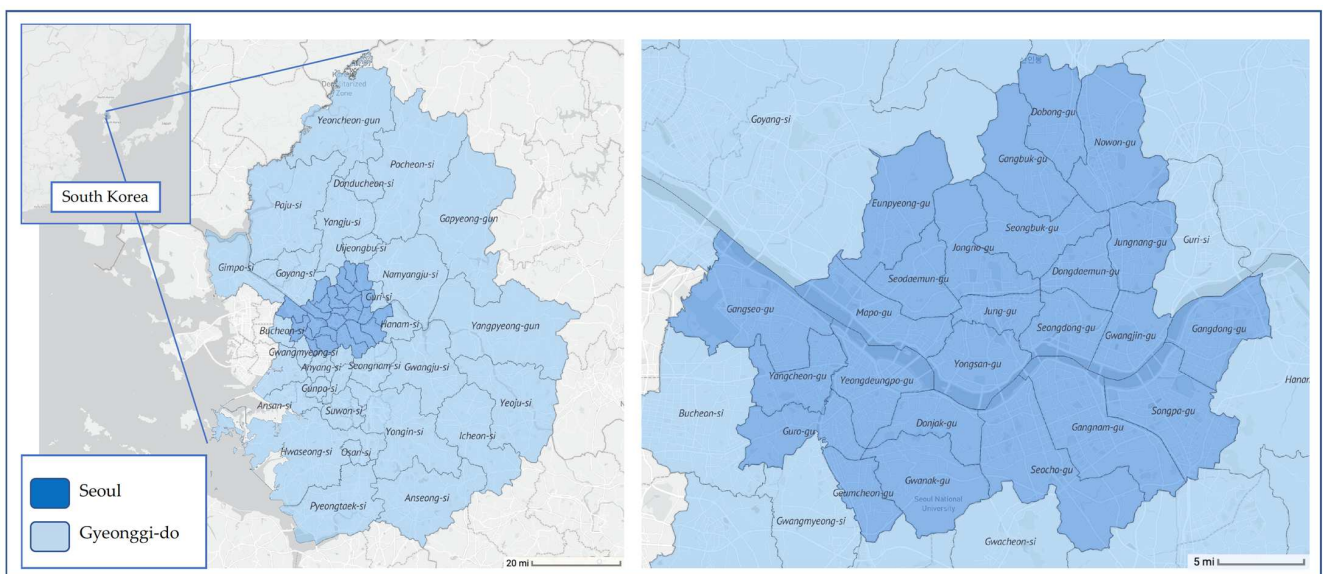 Demilitarized
Zone
Yeoncheon-gun
Pocheon-si
Donducheon-si
Paju-si
Yangju-si
Gapyeong-gun
Uijeongbu-si
Gimpo-si
Goyang-si
Namyangju-si
Guri-si
Bucheon-si
Hanam-si
Yangpyeong-gun
Gwangmyeong-si
Anyang-si
Seongnam-si
Gwangju-si
Gunpo-si
Ansan-si
Suwon-si
Yeoju-si
Yongin-si
Icheon-si
Hwaseong-si
Osan-si
Pyeongtaek-si
Anseong-si
20 mi
South Korea
Seoul
Gyeonggi-do
Goyang-si
Dobong-gu
Nowon-gu
Gangbuk-gu
Eunpyeong-gu
Seongbuk-gu
Jungnang-gu
Guri-si
Jongno-gu
Seodaemun-gu
Dongdaemun-gu
Gangseo-gu
Mapo-gu
Jung-gu
Seongdong-gu
Gwangjin-gu
Gangdong-gu
Yongsan-gu
Yangcheon-gu
Yeongdeungpo-gu
Hanam
Bucheon-si
Songpa-gu
Guro-gu
Donjak-gu
Gangnam-gu
Seocho-gu
Gwanak-gu
Geumcheon-gu
Seoul National
University
Gwangmyeong-si
Gwacheon-si
5 mi